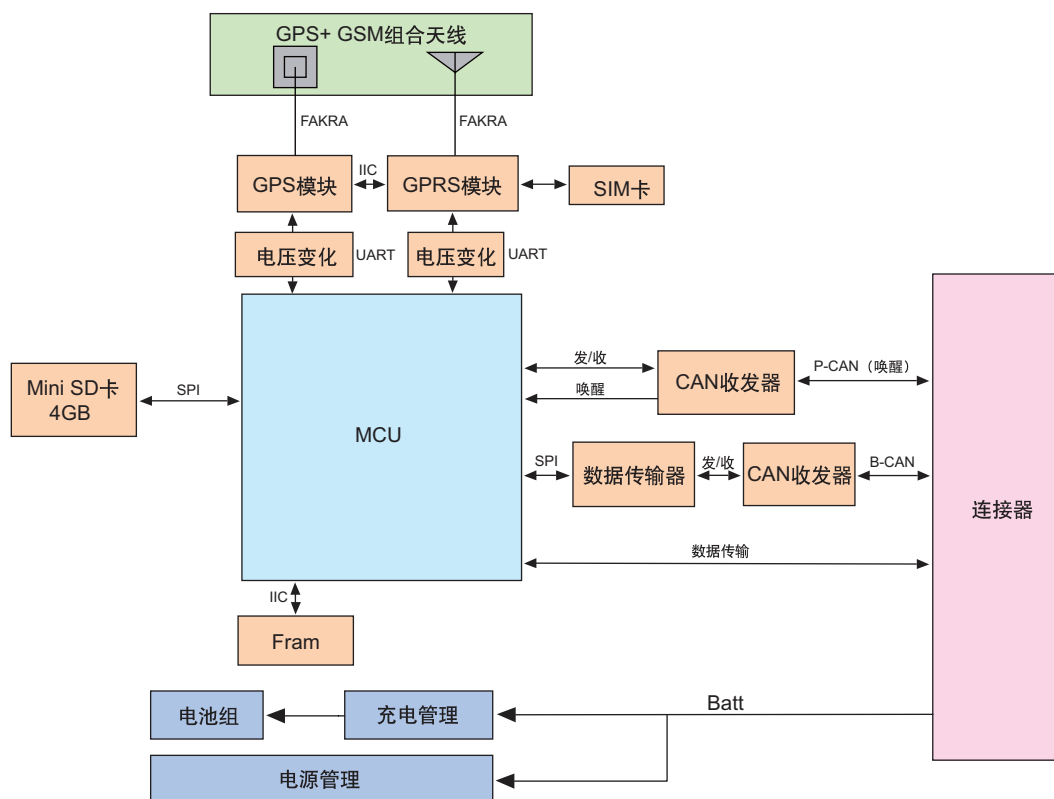 GPS+ GSM组合天线
FAKRA
FAKRA
GPS模块
IIC
GPRS模块
SIM卡
电压变化
UART
电压变化
UART
Mini SD卡
4GB
SPI
MCU
发/收
唤醒
CAN收发器
P-CAN（唤醒）
SPI
数据传输器
发/收
CAN收发器
B-CAN
连接器
数据传输
IIC
Fram
电池组
充电管理
Batt
电源管理